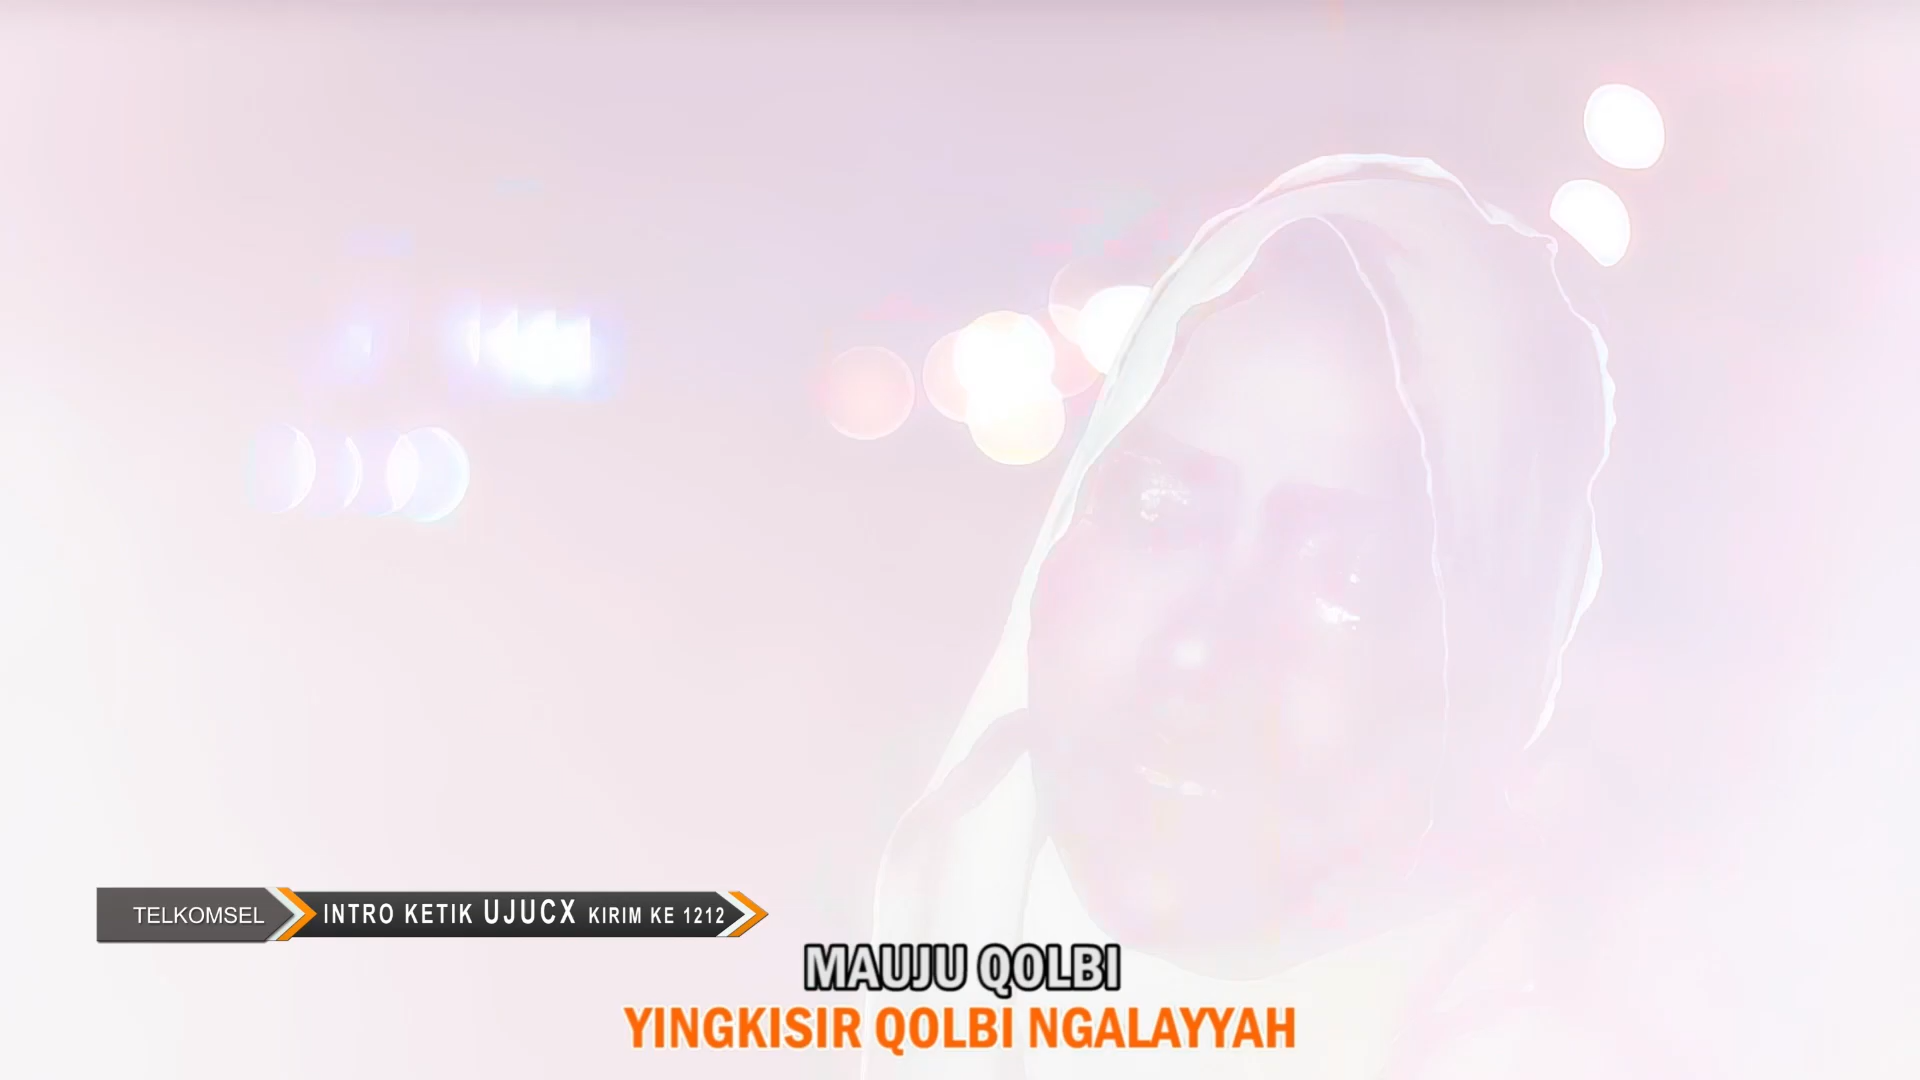 TELKOMSEL INTRO KETIK UJUCX KIRIM KE 1212
MAUJU QOLBI
YINGKISIR QOLBI NGALAYYAH